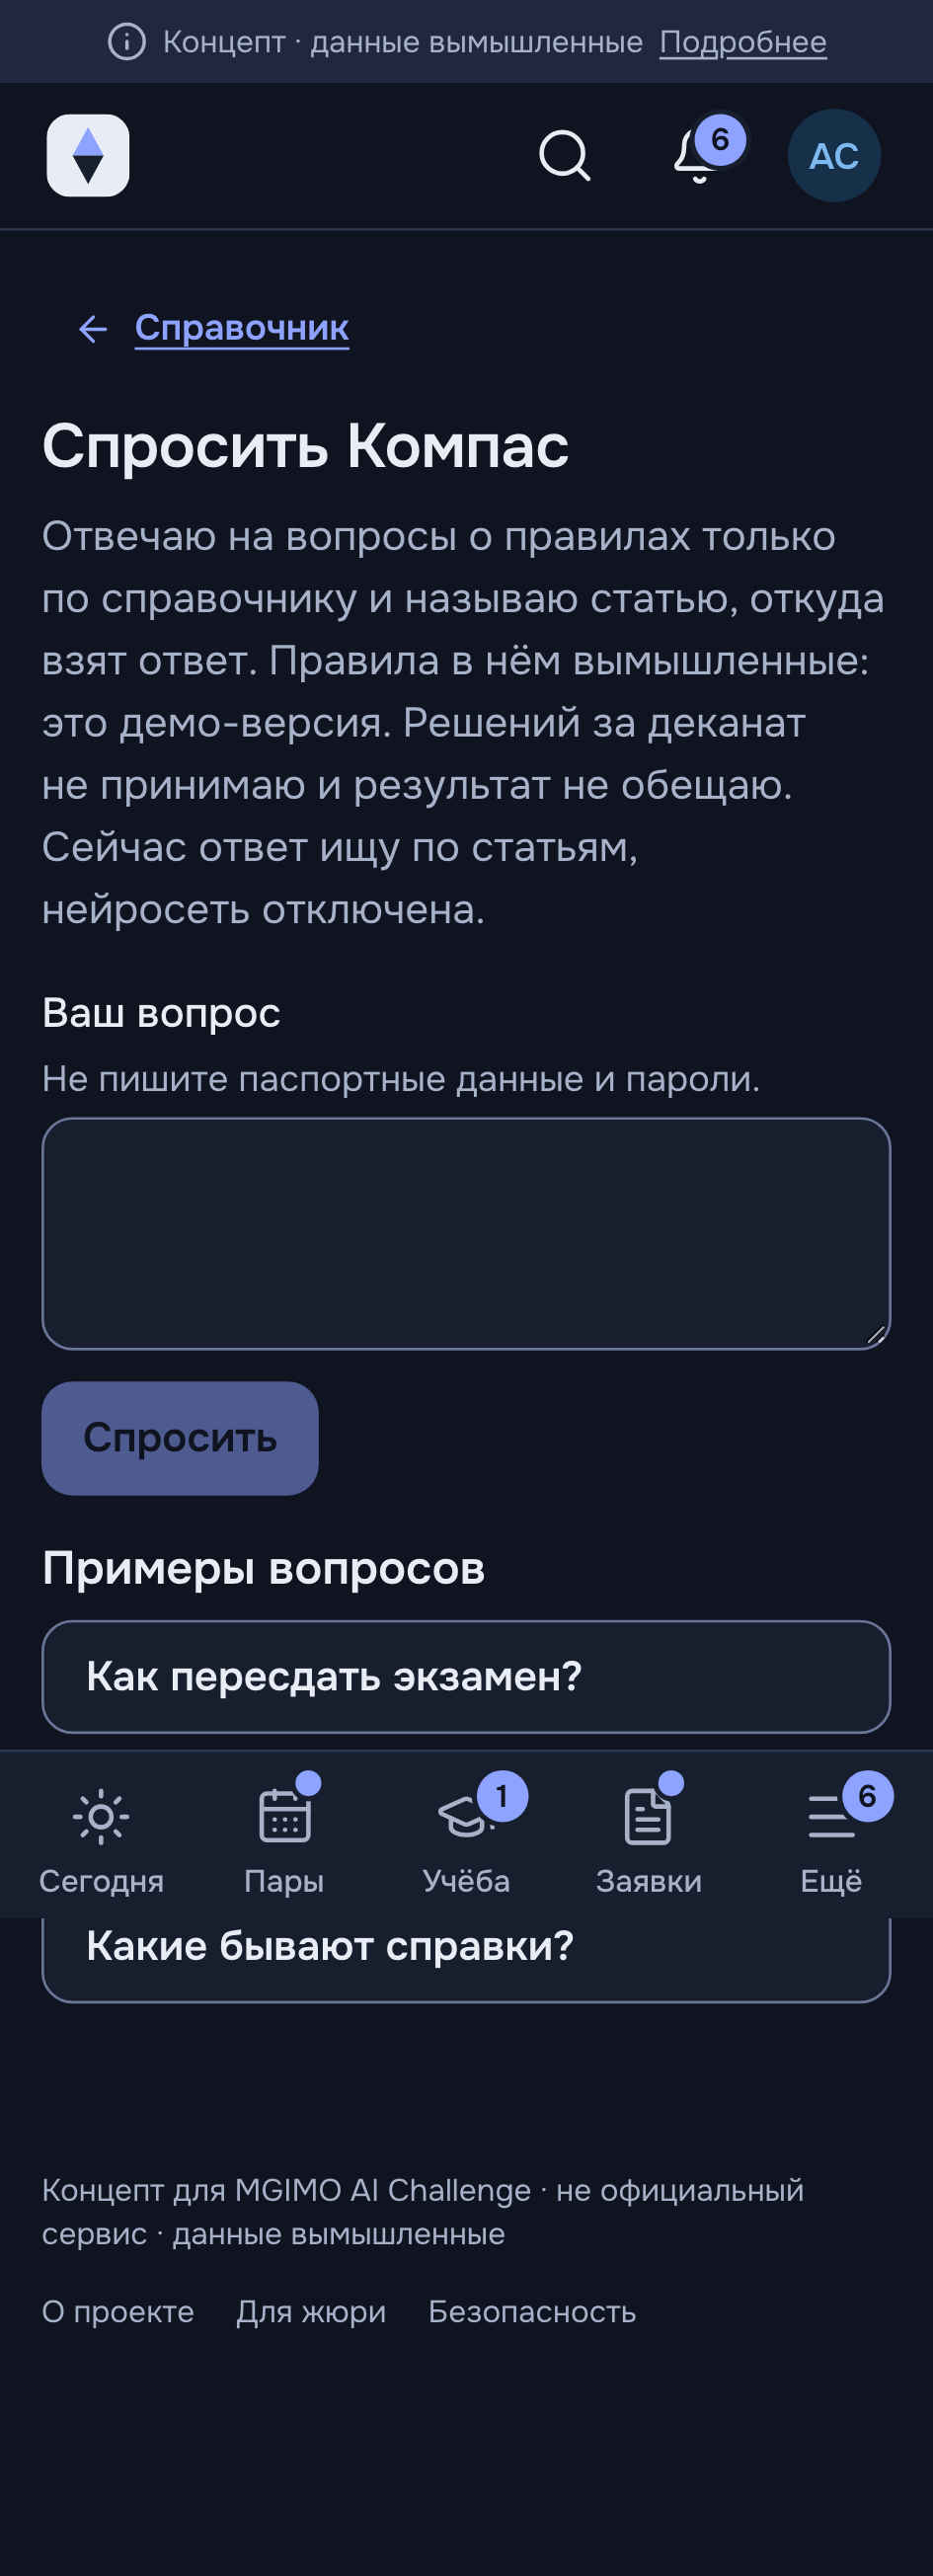 Концепт · данные вымышленные Подробнее
6
АС
Справочник
Спросить Компас
Отвечаю на вопросы о правилах только
по справочнику и называю статью, откуда
взят ответ. Правила в нём вымышленные:
это демо-версия. Решений за деканат
не принимаю и результат не обещаю.
Сейчас ответ ищу по статьям,
нейросеть отключена.
Ваш вопрос
Не пишите паспортные данные и пароли.
Спросить
Примеры вопросов
Как пересдать экзамен?
1
6
Сегодня Пары Учёба Заявки Ещё
Какие бывают справки?
Концепт для MGIMO AI Challenge · не официальный
сервис · данные вымышленные
О проекте Для жюри Безопасность